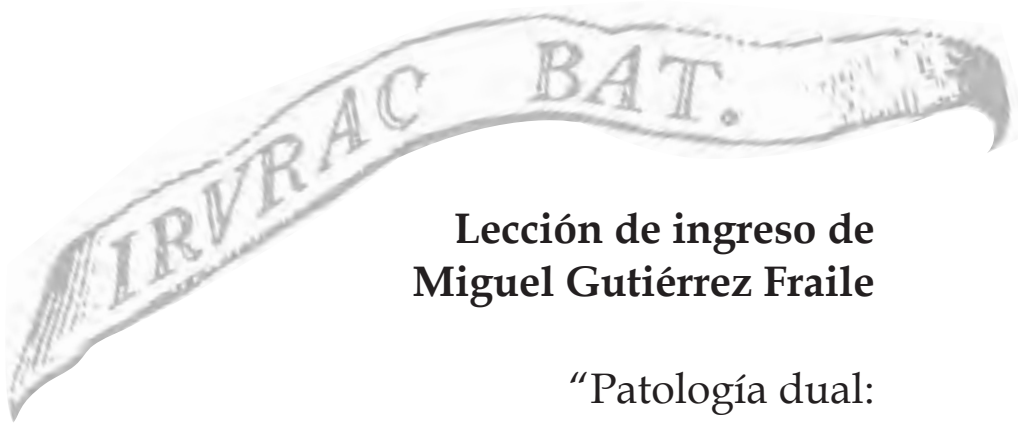 IRVRAC BAT.
Lección de ingreso de
Miguel Gutiérrez Fraile
“Patología dual: